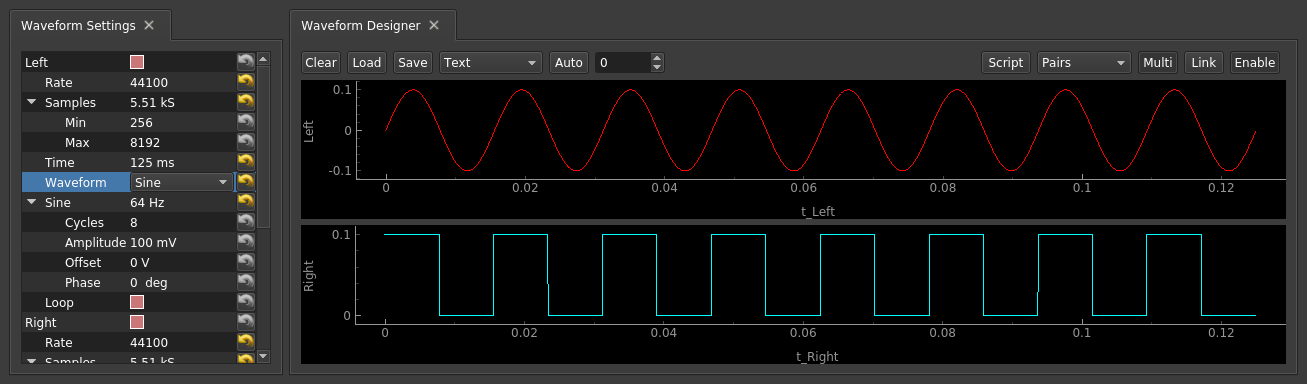 Waveform Settings
Left
Rate 44100
Samples 5.51 kS
Min 256
Max 8192
Time 125 ms
Waveform Sine
Sine 64 Hz
Cycles 8
Amplitude 100 mV
Offset 0 V
Phase 0 deg
Loop
Right
Rate 44100
Samples 5.51 kS
Waveform Designer
Clear Load Save Text Auto 0 Script Pairs Multi Link Enable
Left
0.1
0
-0.1
0 0.02 0.04 0.06 0.08 0.1 0.12
t_Left
Right
0.1
0
0 0.02 0.04 0.06 0.08 0.1 0.12
t_Right